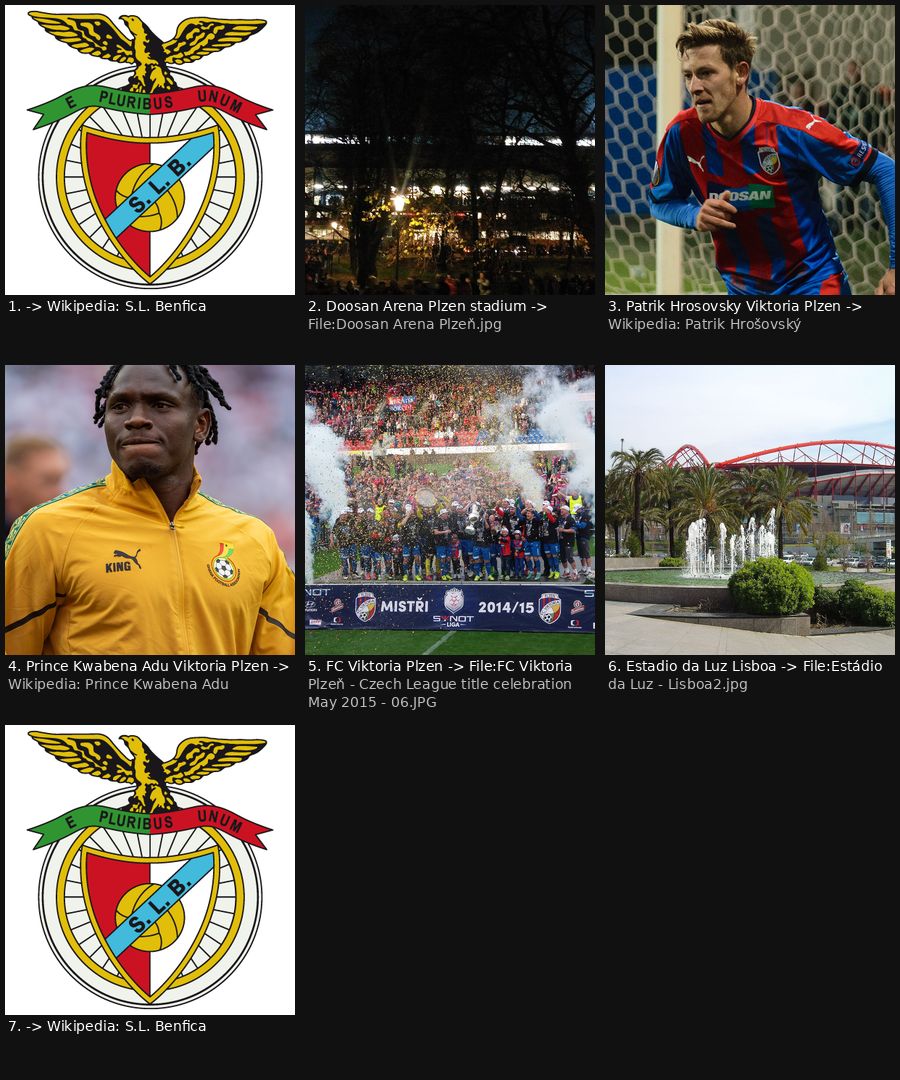 E PLURIBUS UNUM
S. L. B.
1. -> Wikipedia: S.L. Benfica
2. Doosan Arena Plzen stadium ->
File:Doosan Arena Plzeň.jpg
DOOSAN
3. Patrik Hrosovsky Viktoria Plzen ->
Wikipedia: Patrik Hrošovský
KING
4. Prince Kwabena Adu Viktoria Plzen ->
Wikipedia: Prince Kwabena Adu
MISTŘI
SYNOT
LIGA
2014/15
5. FC Viktoria Plzen -> File:FC Viktoria
Plzeň - Czech League title celebration
May 2015 - 06.JPG
6. Estadio da Luz Lisboa -> File:Estádio
da Luz - Lisboa2.jpg
E PLURIBUS UNUM
S. L. B.
7. -> Wikipedia: S.L. Benfica